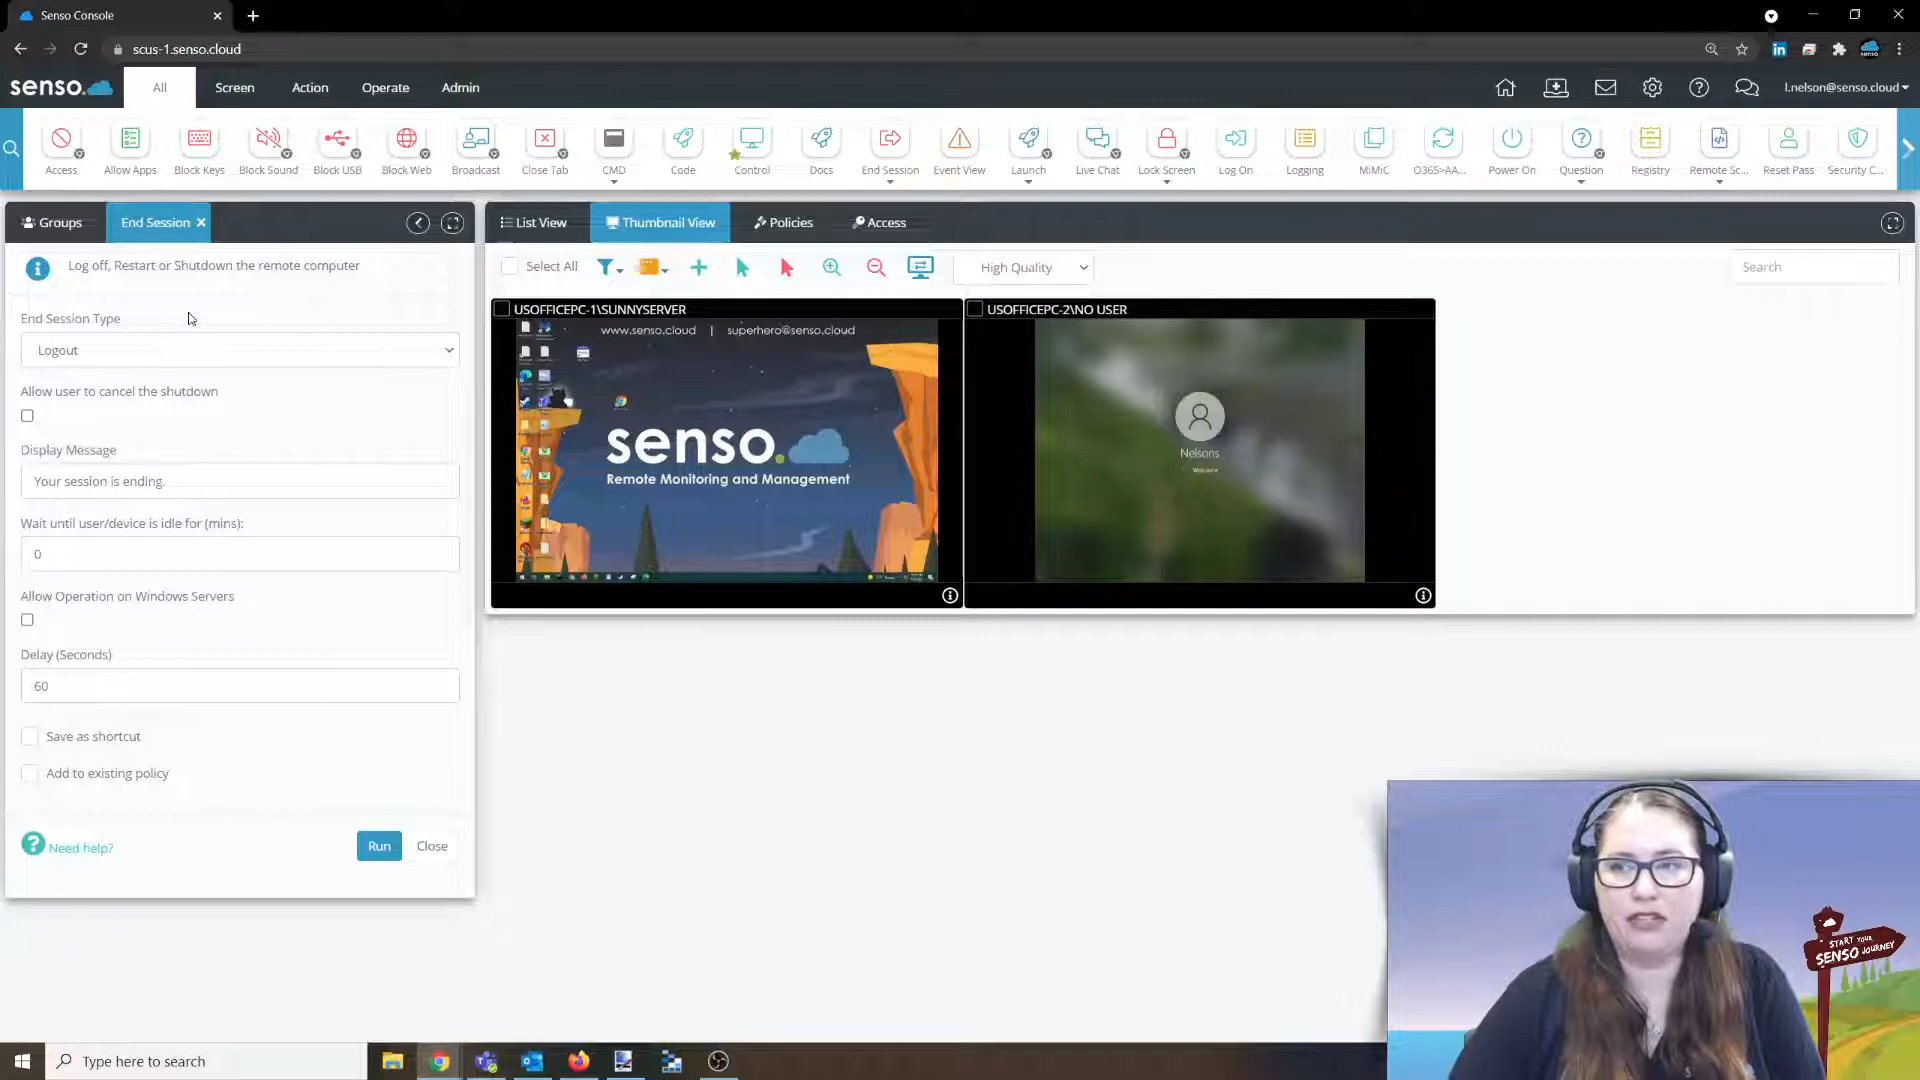 Senso Console
scus-1.senso.cloud
senso.
All
Screen
Action
Operate
Admin
l.nelson@senso.cloud
Access
Allow Apps
Block Keys
Block Sound
Block USB
Block Web
Broadcast
Close Tab
CMD
Code
Control
Docs
End Session
Event View
Launch
Live Chat
Lock Screen
Log On
Logging
MiMiC
O365>AA...
Power On
Question
Registry
Remote Sc...
Reset Pass
Security C...
Groups
End Session
List View
Thumbnail View
Policies
Access
Log off, Restart or Shutdown the remote computer
Select All
High Quality
Search
End Session Type
Logout
Allow user to cancel the shutdown
Display Message
Your session is ending.
Wait until user/device is idle for (mins):
0
Allow Operation on Windows Servers
Delay (Seconds)
60
Save as shortcut
Add to existing policy
Need help?
Run
Close
USOFFICEPC-1\SUNNYSERVER
www.senso.cloud | superhero@senso.cloud
senso.
Remote Monitoring and Management
USOFFICEPC-2\NO USER
Nelsons
Welcome
START YOUR
SENSO JOURNEY
Type here to search